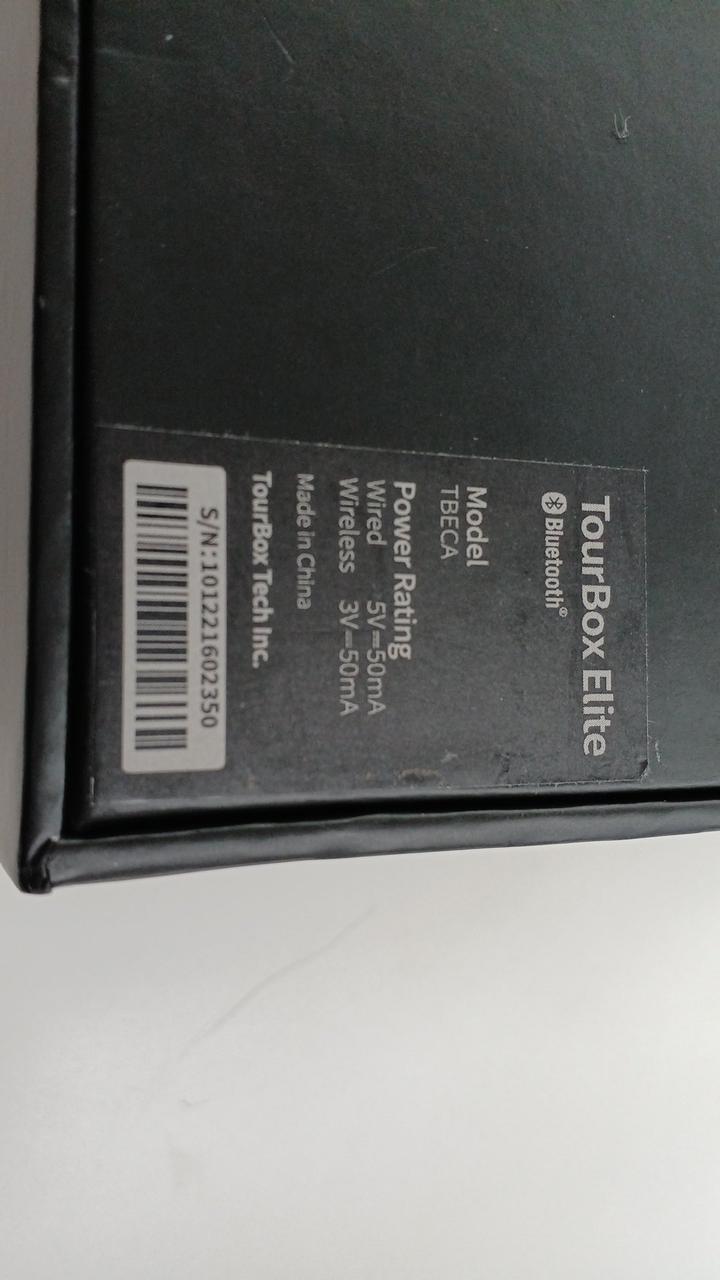 TourBox Elite
Bluetooth®
Model
TBECA
Power Rating
Wired 5V⎓50mA
Wireless 3V⎓50mA
Made in China
TourBox Tech Inc.
S/N:101221602350